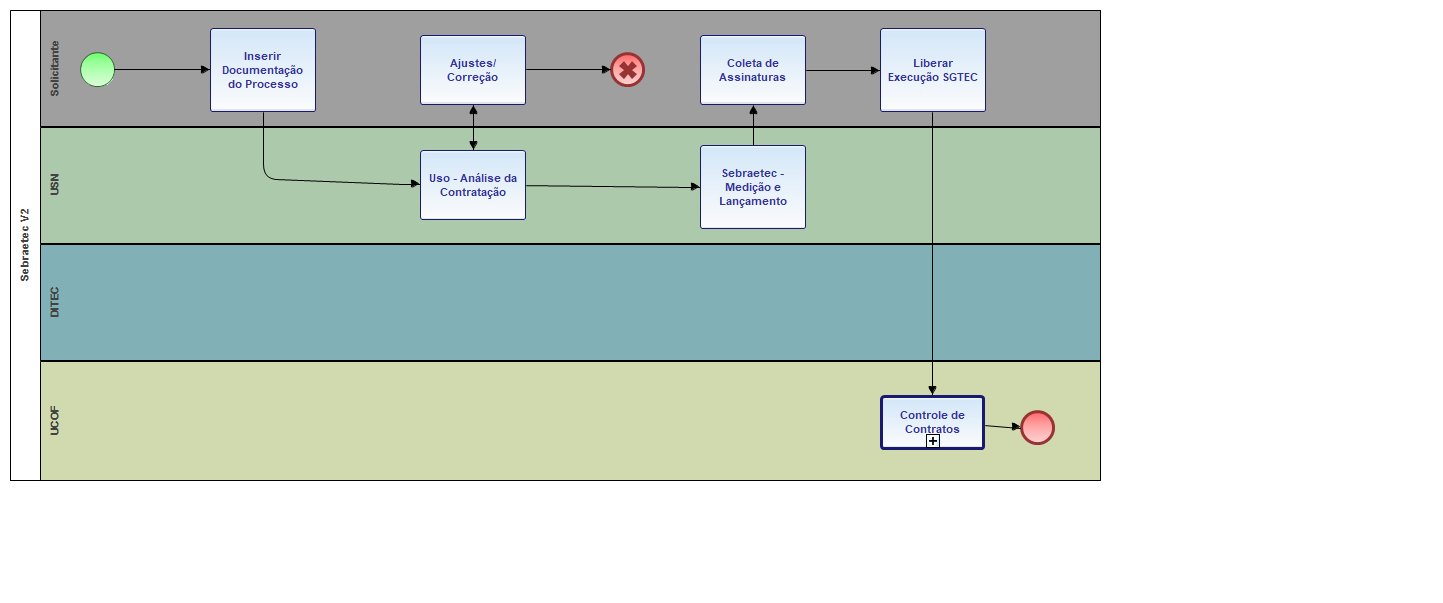 Sebraetec V2
Solicitante
Inserir
Documentação
do Processo
Ajustes/
Correção
Coleta de
Assinaturas
Liberar
Execução SGTEC
USN
Uso - Análise da
Contratação
Sebraetec -
Medição e
Lançamento
DITEC
UCOF
Controle de
Contratos